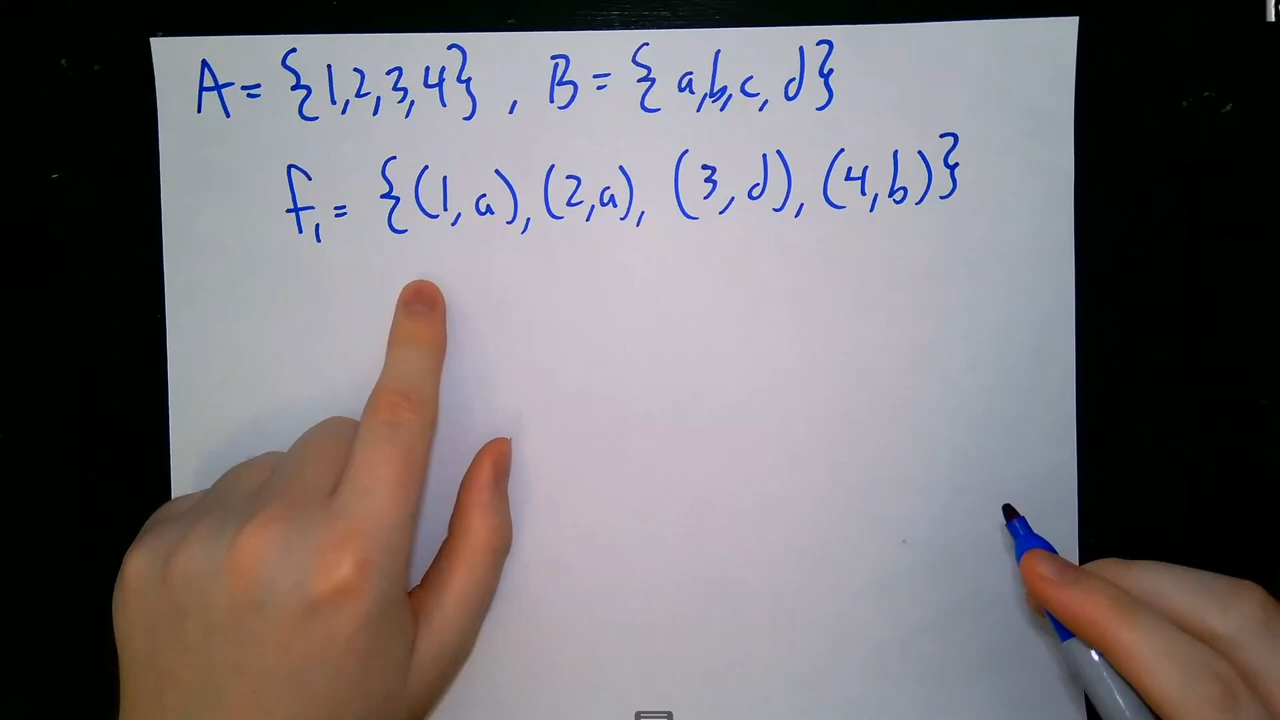 A = {1,2,3,4} , B = {a,b,c,d}
f₁ = {(1,a),(2,a),(3,d),(4,b)}